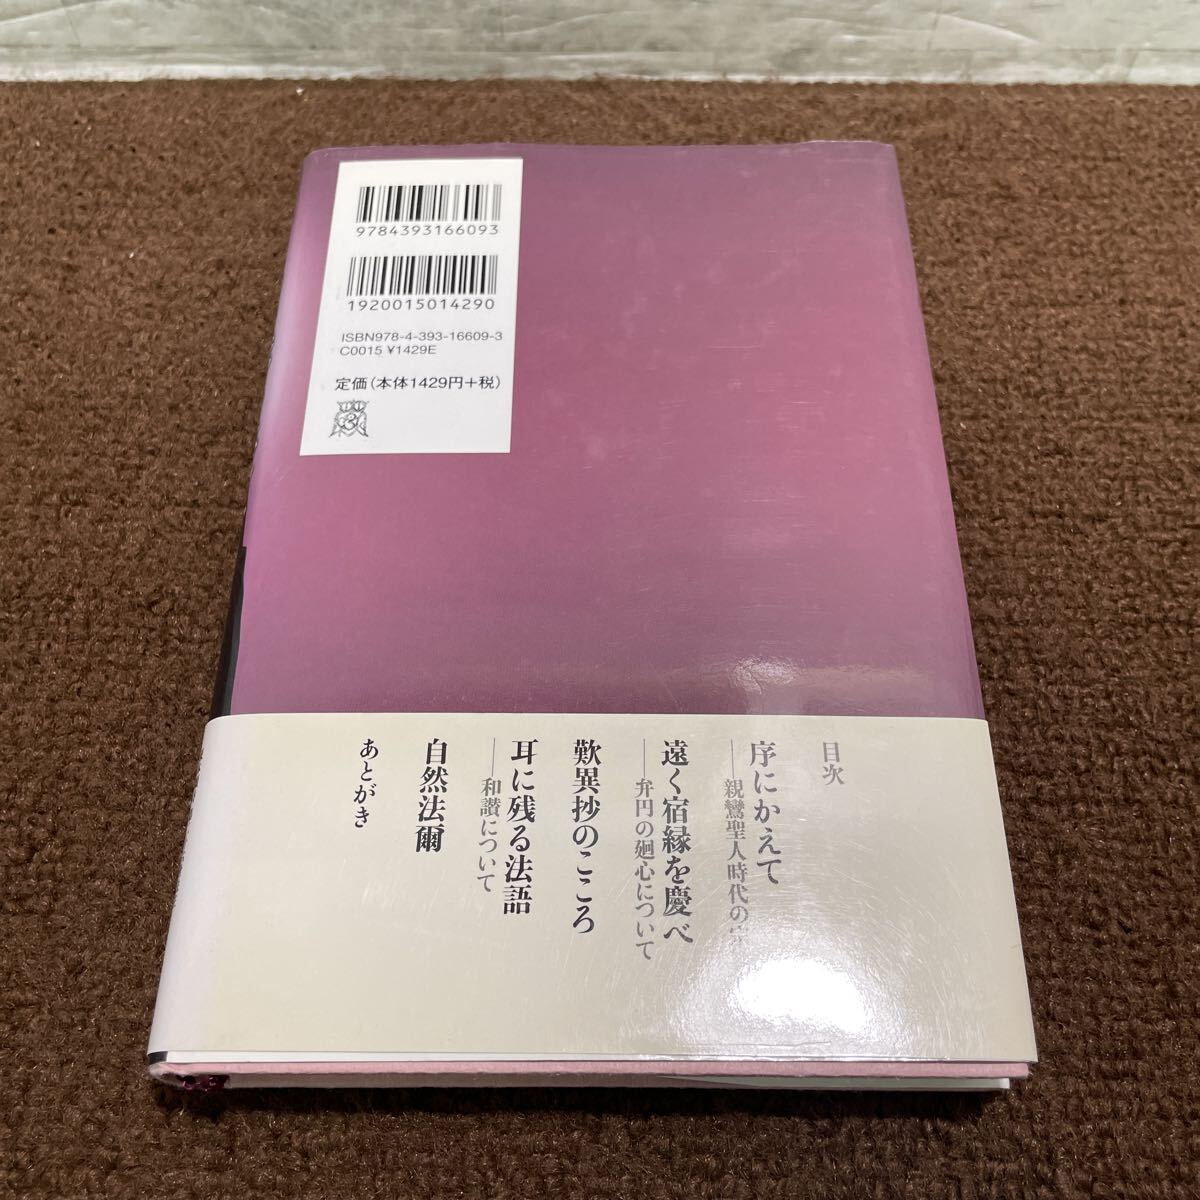 9784393166093
1920015014290
ISBN978-4-393-16609-3
C0015 ¥1429E
定価(本体1429円+税)
目次
序にかえて
──親鸞聖人時代の
遠く宿縁を慶べ
──弁円の廻心について
歎異抄のこころ
耳に残る法語
──和讃について
自然法爾
あとがき